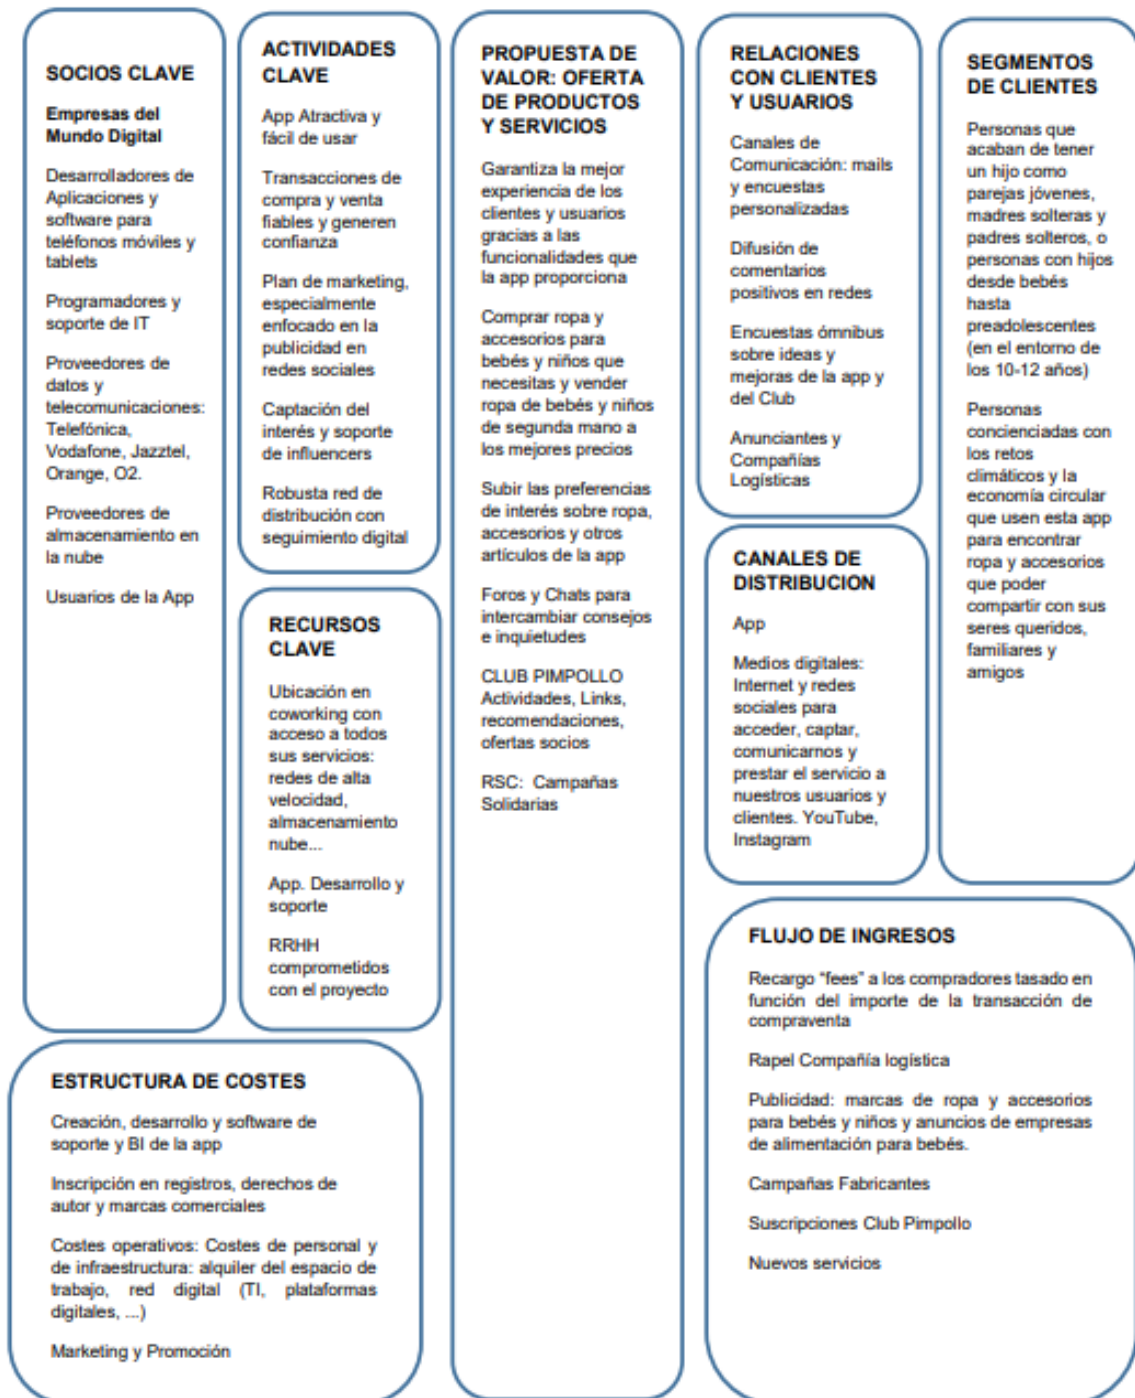 SOCIOS CLAVE
Empresas del
Mundo Digital
Desarrolladores de
Aplicaciones y
software para
teléfonos móviles y
tablets
Programadores y
soporte de IT
Proveedores de
datos y
telecomunicaciones:
Telefónica,
Vodafone, Jazztel,
Orange, O2.
Proveedores de
almacenamiento en
la nube
Usuarios de la App
ACTIVIDADES
CLAVE
App Atractiva y
fácil de usar
Transacciones de
compra y venta
fiables y generen
confianza
Plan de marketing,
especialmente
enfocado en la
publicidad en
redes sociales
Captación del
interés y soporte
de influencers
Robusta red de
distribución con
seguimiento digital
RECURSOS
CLAVE
Ubicación en
coworking con
acceso a todos
sus servicios:
redes de alta
velocidad,
almacenamiento
nube...
App. Desarrollo y
soporte
RRHH
comprometidos
con el proyecto
PROPUESTA DE
VALOR: OFERTA
DE PRODUCTOS
Y SERVICIOS
Garantiza la mejor
experiencia de los
clientes y usuarios
gracias a las
funcionalidades que
la app proporciona
Comprar ropa y
accesorios para
bebés y niños que
necesitas y vender
ropa de bebés y niños
de segunda mano a
los mejores precios
Subir las preferencias
de interés sobre ropa,
accesorios y otros
artículos de la app
Foros y Chats para
intercambiar consejos
e inquietudes
CLUB PIMPOLLO
Actividades, Links,
recomendaciones,
ofertas socios
RSC: Campañas
Solidarias
RELACIONES
CON CLIENTES
Y USUARIOS
Canales de
Comunicación: mails
y encuestas
personalizadas
Difusión de
comentarios
positivos en redes
Encuestas ómnibus
sobre ideas y
mejoras de la app y
del Club
Anunciantes y
Compañías
Logísticas
CANALES DE
DISTRIBUCION
App
Medios digitales:
Internet y redes
sociales para
acceder, captar,
comunicarnos y
prestar el servicio a
nuestros usuarios y
clientes. YouTube,
Instagram
SEGMENTOS
DE CLIENTES
Personas que
acaban de tener
un hijo como
parejas jóvenes,
madres solteras y
padres solteros, o
personas con hijos
desde bebés
hasta
preadolescentes
(en el entorno de
los 10-12 años)
Personas
concienciadas con
los retos
climáticos y la
economía circular
que usen esta app
para encontrar
ropa y accesorios
que poder
compartir con sus
seres queridos,
familiares y
amigos
ESTRUCTURA DE COSTES
Creación, desarrollo y software de
soporte y BI de la app
Inscripción en registros, derechos de
autor y marcas comerciales
Costes operativos: Costes de personal y
de infraestructura: alquiler del espacio de
trabajo, red digital (TI, plataformas
digitales, ...)
Marketing y Promoción
FLUJO DE INGRESOS
Recargo “fees” a los compradores tasado en
función del importe de la transacción de
compraventa
Rapel Compañía logística
Publicidad: marcas de ropa y accesorios
para bebés y niños y anuncios de empresas
de alimentación para bebés.
Campañas Fabricantes
Suscripciones Club Pimpollo
Nuevos servicios